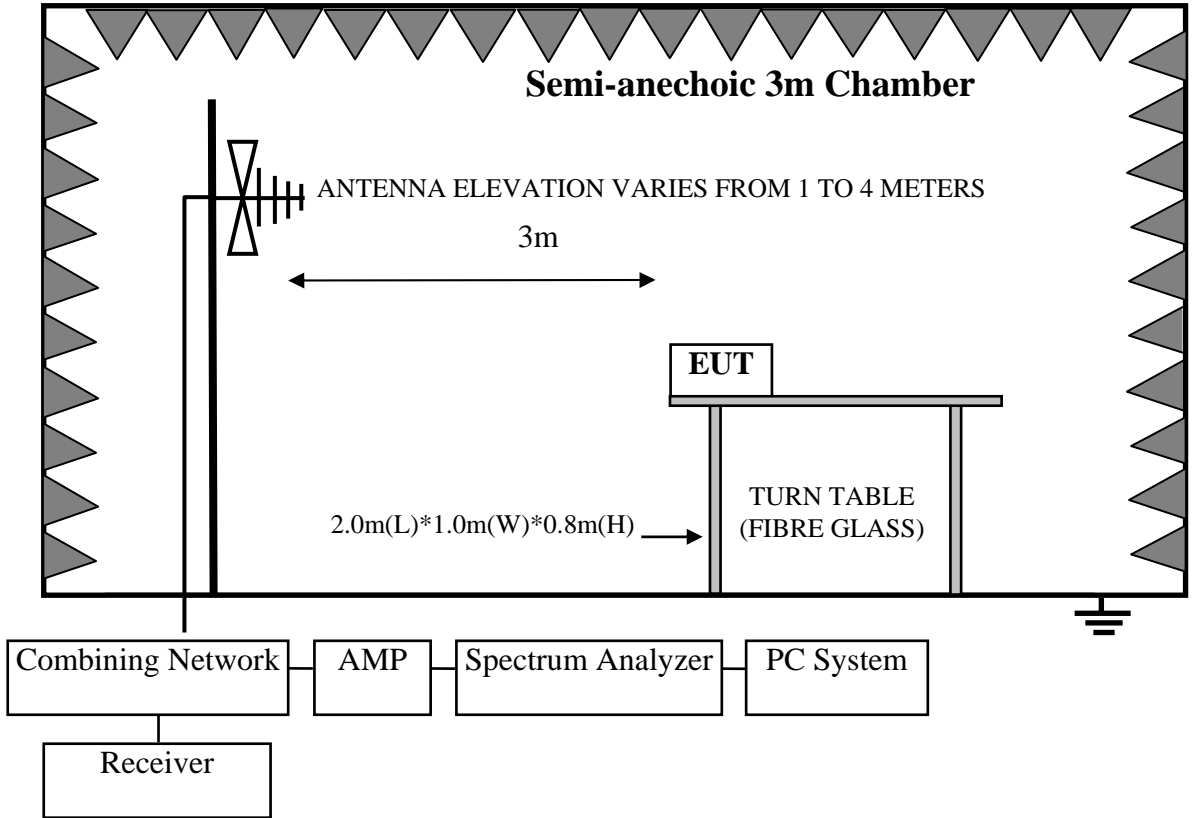 Semi-anechoic 3m Chamber
ANTENNA ELEVATION VARIES FROM 1 TO 4 METERS
3m
EUT
TURN TABLE
(FIBRE GLASS)
2.0m(L)*1.0m(W)*0.8m(H)
Combining Network
AMP
Spectrum Analyzer
PC System
Receiver